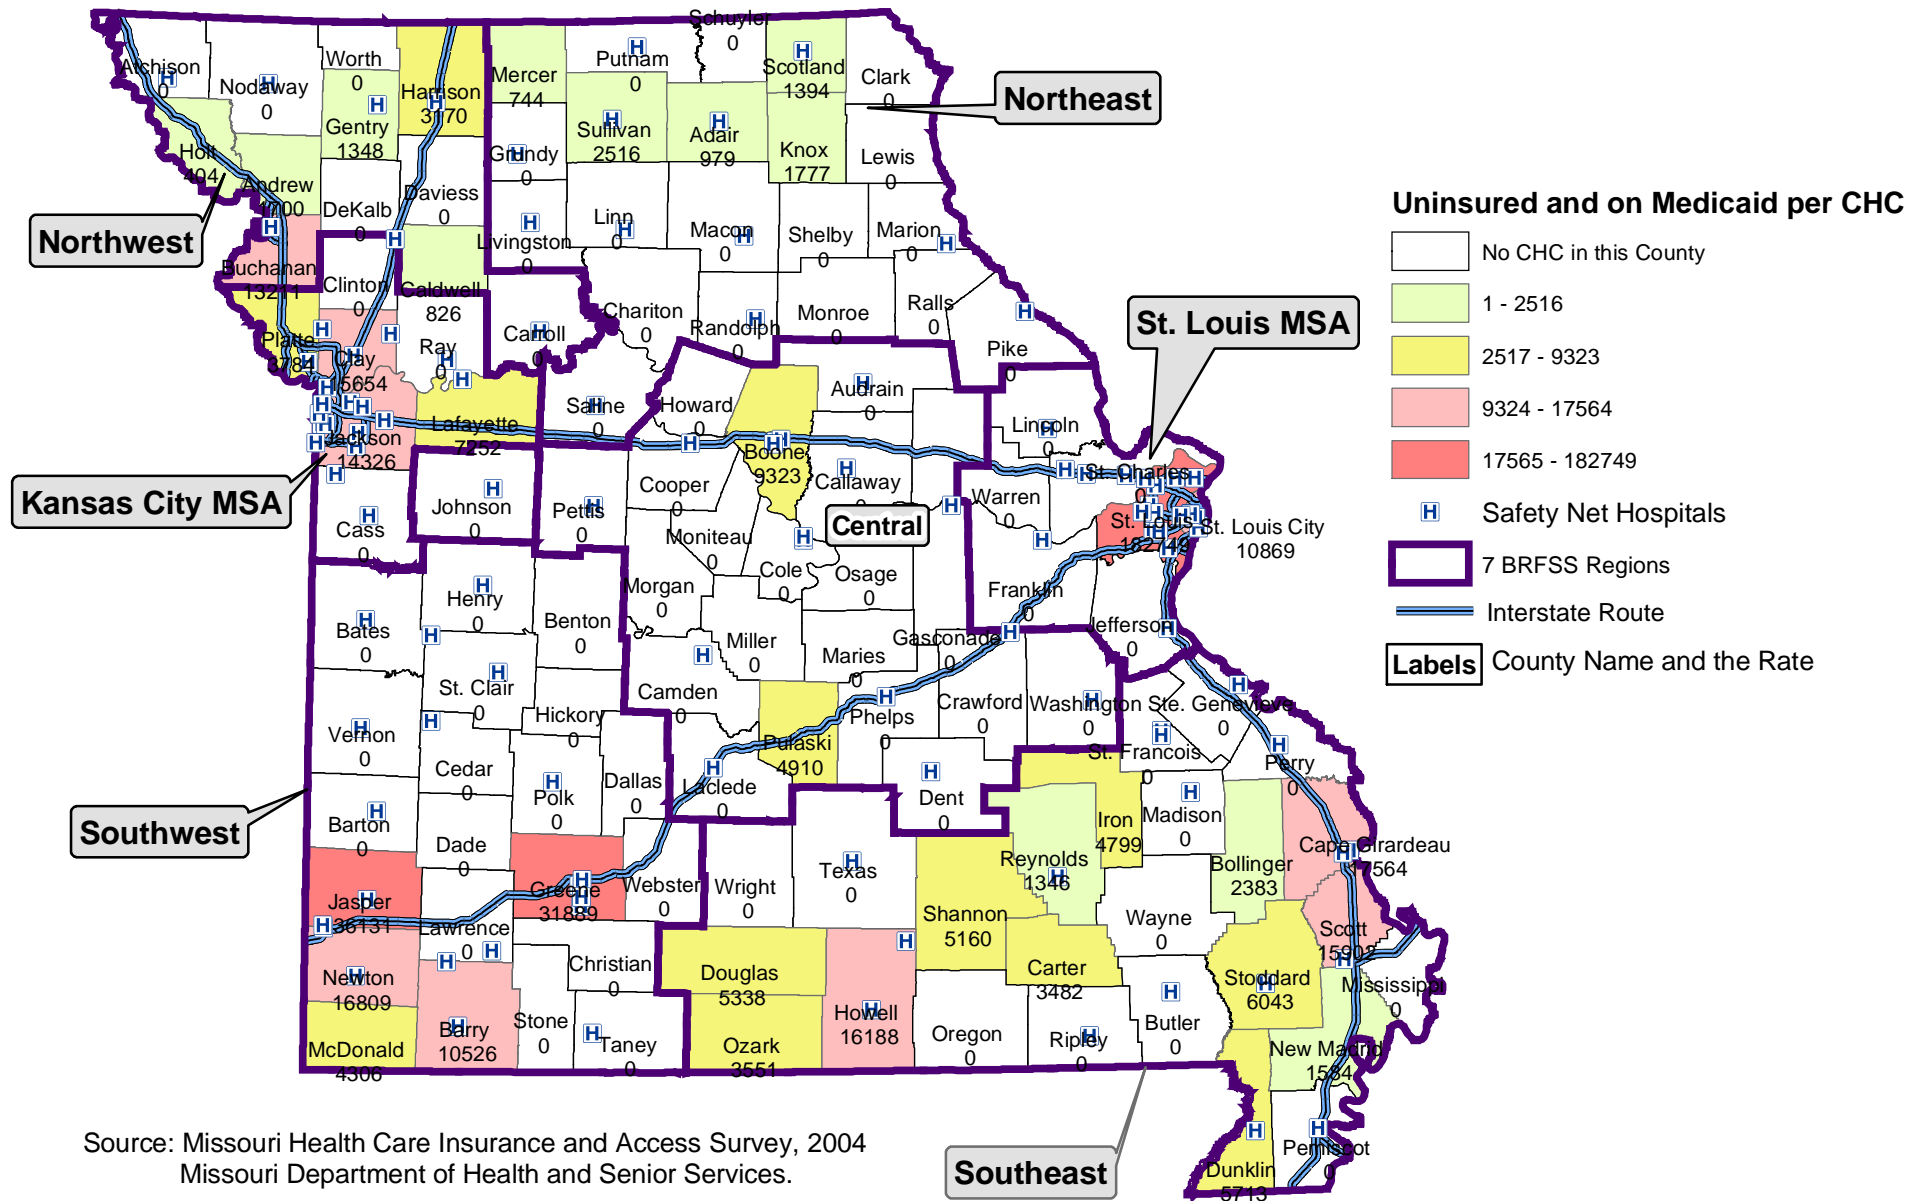 Schuyler
0
Atchison
0
Nodaway
0
Worth
0
Harrison
3170
Mercer
744
Putnam
0
Scotland
1394
Clark
0
Northeast
Gentry
1348
Sullivan
2516
Adair
979
Knox
1777
Lewis
0
Holt
404
Andrew
1700
DeKalb
0
Daviess
0
Grundy
0
Northwest
Livingston
0
Linn
0
Macon
0
Shelby
0
Marion
0
Buchanan
13211
Clinton
0
Caldwell
826
Carroll
0
Chariton
0
Randolph
0
Monroe
0
Ralls
0
Pike
0
St. Louis MSA
Platte
3784
Clay
15654
Ray
0
Lafayette
7252
Saline
0
Howard
0
Audrain
0
Lincoln
0
Jackson
14326
Boone
9323
Callaway
0
Kansas City MSA
Cass
0
Johnson
0
Pettis
0
Cooper
0
Moniteau
0
Central
Warren
0
St. Charles
0
St. Louis
182749
St. Louis City
10869
Cole
0
Osage
0
Franklin
0
Jefferson
0
Bates
0
Henry
0
Benton
0
Morgan
0
Miller
0
Maries
0
Gasconade
0
St. Clair
0
Hickory
0
Camden
0
Pulaski
4910
Phelps
0
Crawford
0
Washington
0
Ste. Genevieve
0
St. Francois
0
Perry
0
Vernon
0
Cedar
0
Polk
0
Dallas
0
Laclede
0
Dent
0
Iron
4799
Madison
0
Southwest
Barton
0
Dade
0
Greene
31889
Webster
0
Wright
0
Texas
0
Reynolds
1346
Bollinger
2383
Cape Girardeau
17564
Jasper
36131
Lawrence
0
Christian
0
Shannon
5160
Wayne
0
Scott
15902
Newton
16809
Douglas
5338
Howell
16188
Carter
3482
Stoddard
6043
Mississippi
0
McDonald
4306
Barry
10526
Stone
0
Taney
0
Ozark
3551
Oregon
0
Ripley
0
Butler
0
New Madrid
1584
Dunklin
5713
Pemiscot
0
Southeast
Uninsured and on Medicaid per CHC
No CHC in this County
1 - 2516
2517 - 9323
9324 - 17564
17565 - 182749
H Safety Net Hospitals
7 BRFSS Regions
Interstate Route
Labels County Name and the Rate
Source: Missouri Health Care Insurance and Access Survey, 2004
Missouri Department of Health and Senior Services.